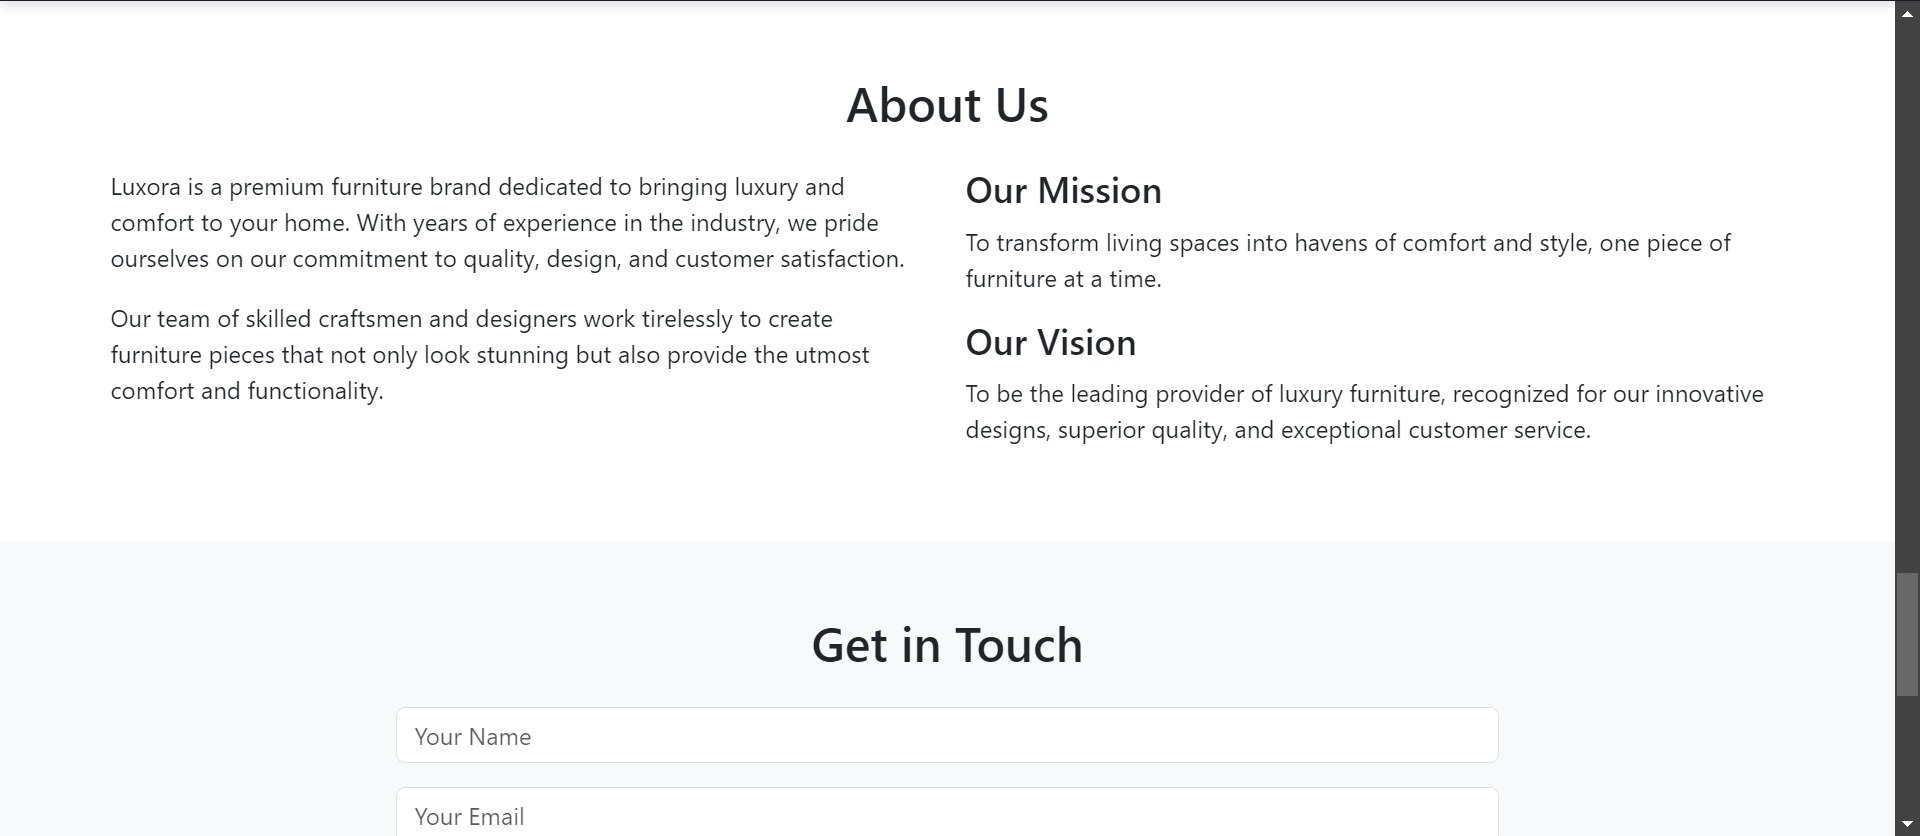 About Us
Luxora is a premium furniture brand dedicated to bringing luxury and
comfort to your home. With years of experience in the industry, we pride
ourselves on our commitment to quality, design, and customer satisfaction.
Our team of skilled craftsmen and designers work tirelessly to create
furniture pieces that not only look stunning but also provide the utmost
comfort and functionality.
Our Mission
To transform living spaces into havens of comfort and style, one piece of
furniture at a time.
Our Vision
To be the leading provider of luxury furniture, recognized for our innovative
designs, superior quality, and exceptional customer service.
Get in Touch
Your Name
Your Email